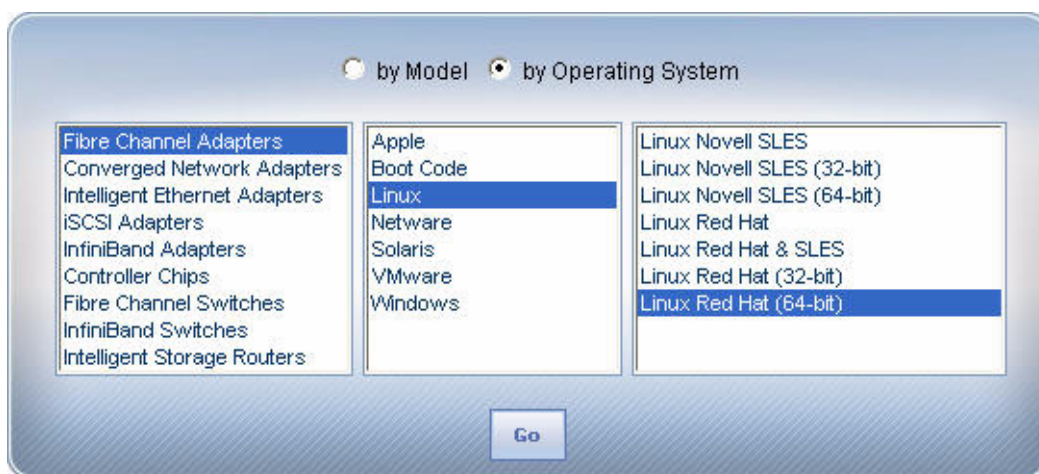 by Model by Operating System
Fibre Channel Adapters
Converged Network Adapters
Intelligent Ethernet Adapters
iSCSI Adapters
InfiniBand Adapters
Controller Chips
Fibre Channel Switches
InfiniBand Switches
Intelligent Storage Routers
Apple
Boot Code
Linux
Netware
Solaris
VMware
Windows
Linux Novell SLES
Linux Novell SLES (32-bit)
Linux Novell SLES (64-bit)
Linux Red Hat
Linux Red Hat & SLES
Linux Red Hat (32-bit)
Linux Red Hat (64-bit)
Go